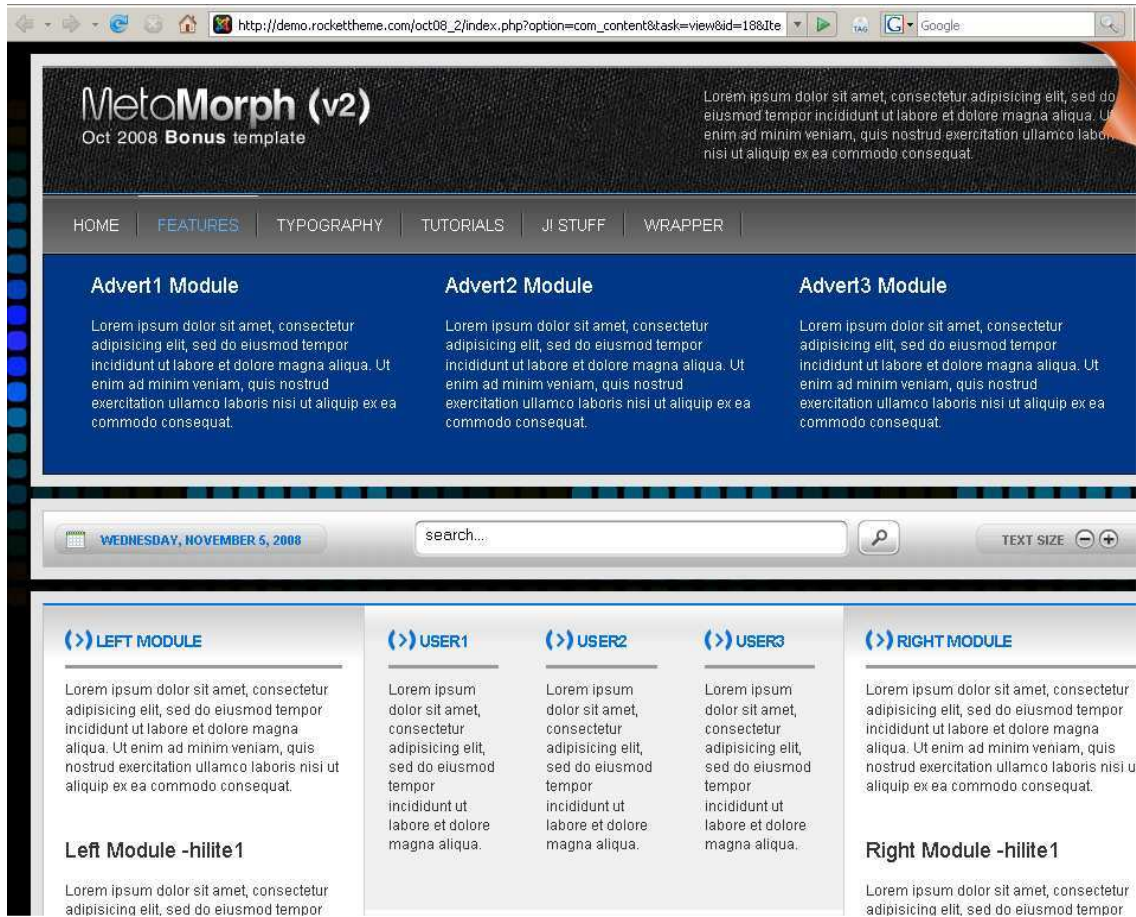 http://demo.rockettheme.com/oct08_2/index.php?option=com_content&task=view&id=18&Ite
TAG
G
Google
MetaMorph (v2)
Oct 2008 Bonus template
Lorem ipsum dolor sit amet, consectetur adipisicing elit, sed do
eiusmod tempor incididunt ut labore et dolore magna aliqua.
enim ad minim veniam, quis nostrud exercitation ullamco
nisi ut aliquip ex ea commodo consequat.
HOME
FEATURES
TYPOGRAPHY
TUTORIALS
J! STUFF
WRAPPER
Advert1 Module
Lorem ipsum dolor sit amet, consectetur
adipisicing elit, sed do eiusmod tempor
incididunt ut labore et dolore magna aliqua. Ut
enim ad minim veniam, quis nostrud
exercitation ullamco laboris nisi ut aliquip ex ea
commodo consequat.
Advert2 Module
Lorem ipsum dolor sit amet, consectetur
adipisicing elit, sed do eiusmod tempor
incididunt ut labore et dolore magna aliqua. Ut
enim ad minim veniam, quis nostrud
exercitation ullamco laboris nisi ut aliquip ex ea
commodo consequat.
Advert3 Module
Lorem ipsum dolor sit amet, consectetur
adipisicing elit, sed do eiusmod tempor
incididunt ut labore et dolore magna aliqua. Ut
enim ad minim veniam, quis nostrud
exercitation ullamco laboris nisi ut aliquip ex ea
commodo consequat.
WEDNESDAY, NOVEMBER 5, 2008
search...
TEXT SIZE
LEFT MODULE
Lorem ipsum dolor sit amet, consectetur
adipisicing elit, sed do eiusmod tempor
incididunt ut labore et dolore magna
aliqua. Ut enim ad minim veniam, quis
nostrud exercitation ullamco laboris nisi ut
aliquip ex ea commodo consequat.
Left Module -hilite1
Lorem ipsum dolor sit amet, consectetur
adipisicing elit, sed do eiusmod tempor
USER1
Lorem ipsum
dolor sit amet,
consectetur
adipisicing elit,
sed do eiusmod
tempor
incididunt ut
labore et dolore
magna aliqua.
USER2
Lorem ipsum
dolor sit amet,
consectetur
adipisicing elit,
sed do eiusmod
tempor
incididunt ut
labore et dolore
magna aliqua.
USER3
Lorem ipsum
dolor sit amet,
consectetur
adipisicing elit,
sed do eiusmod
tempor
incididunt ut
labore et dolore
magna aliqua.
RIGHT MODULE
Lorem ipsum dolor sit amet, consectetur
adipisicing elit, sed do eiusmod tempor
incididunt ut labore et dolore magna
aliqua. Ut enim ad minim veniam, quis
nostrud exercitation ullamco laboris nisi u
aliquip ex ea commodo consequat.
Right Module -hilite1
Lorem ipsum dolor sit amet, consectetur
adipisicing elit, sed do eiusmod tempor